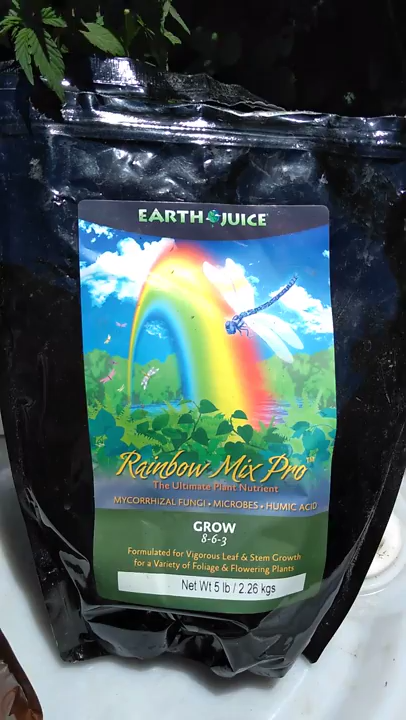 EARTH JUICE
Rainbow Mix Pro™
The Ultimate Plant Nutrient
MYCORRHIZAL FUNGI • MICROBES • HUMIC ACID
GROW
8-6-3
Formulated for Vigorous Leaf & Stem Growth
for a Variety of Foliage & Flowering Plants
Net Wt 5 lb / 2.26 kgs